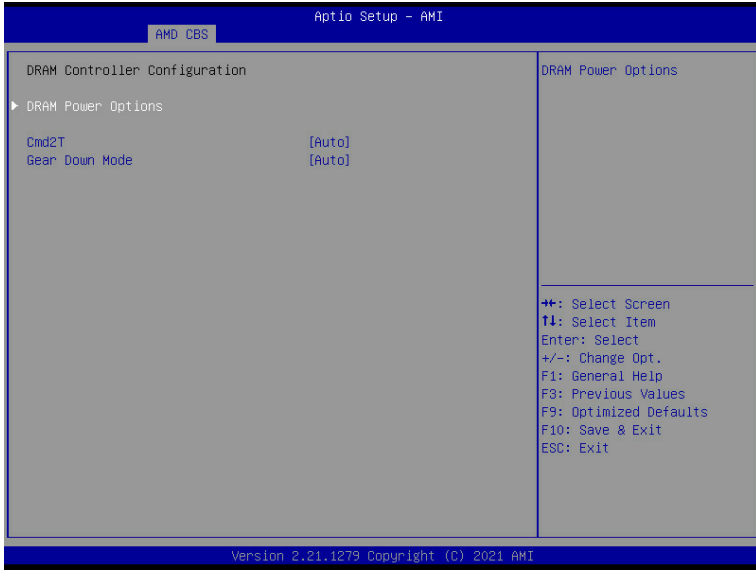 Aptio Setup – AMI
AMD CBS
DRAM Controller Configuration
DRAM Power Options
Cmd2T [Auto]
Gear Down Mode [Auto]
DRAM Power Options
→←: Select Screen
↑↓: Select Item
Enter: Select
+/-: Change Opt.
F1: General Help
F3: Previous Values
F9: Optimized Defaults
F10: Save & Exit
ESC: Exit
Version 2.21.1279 Copyright (C) 2021 AMI